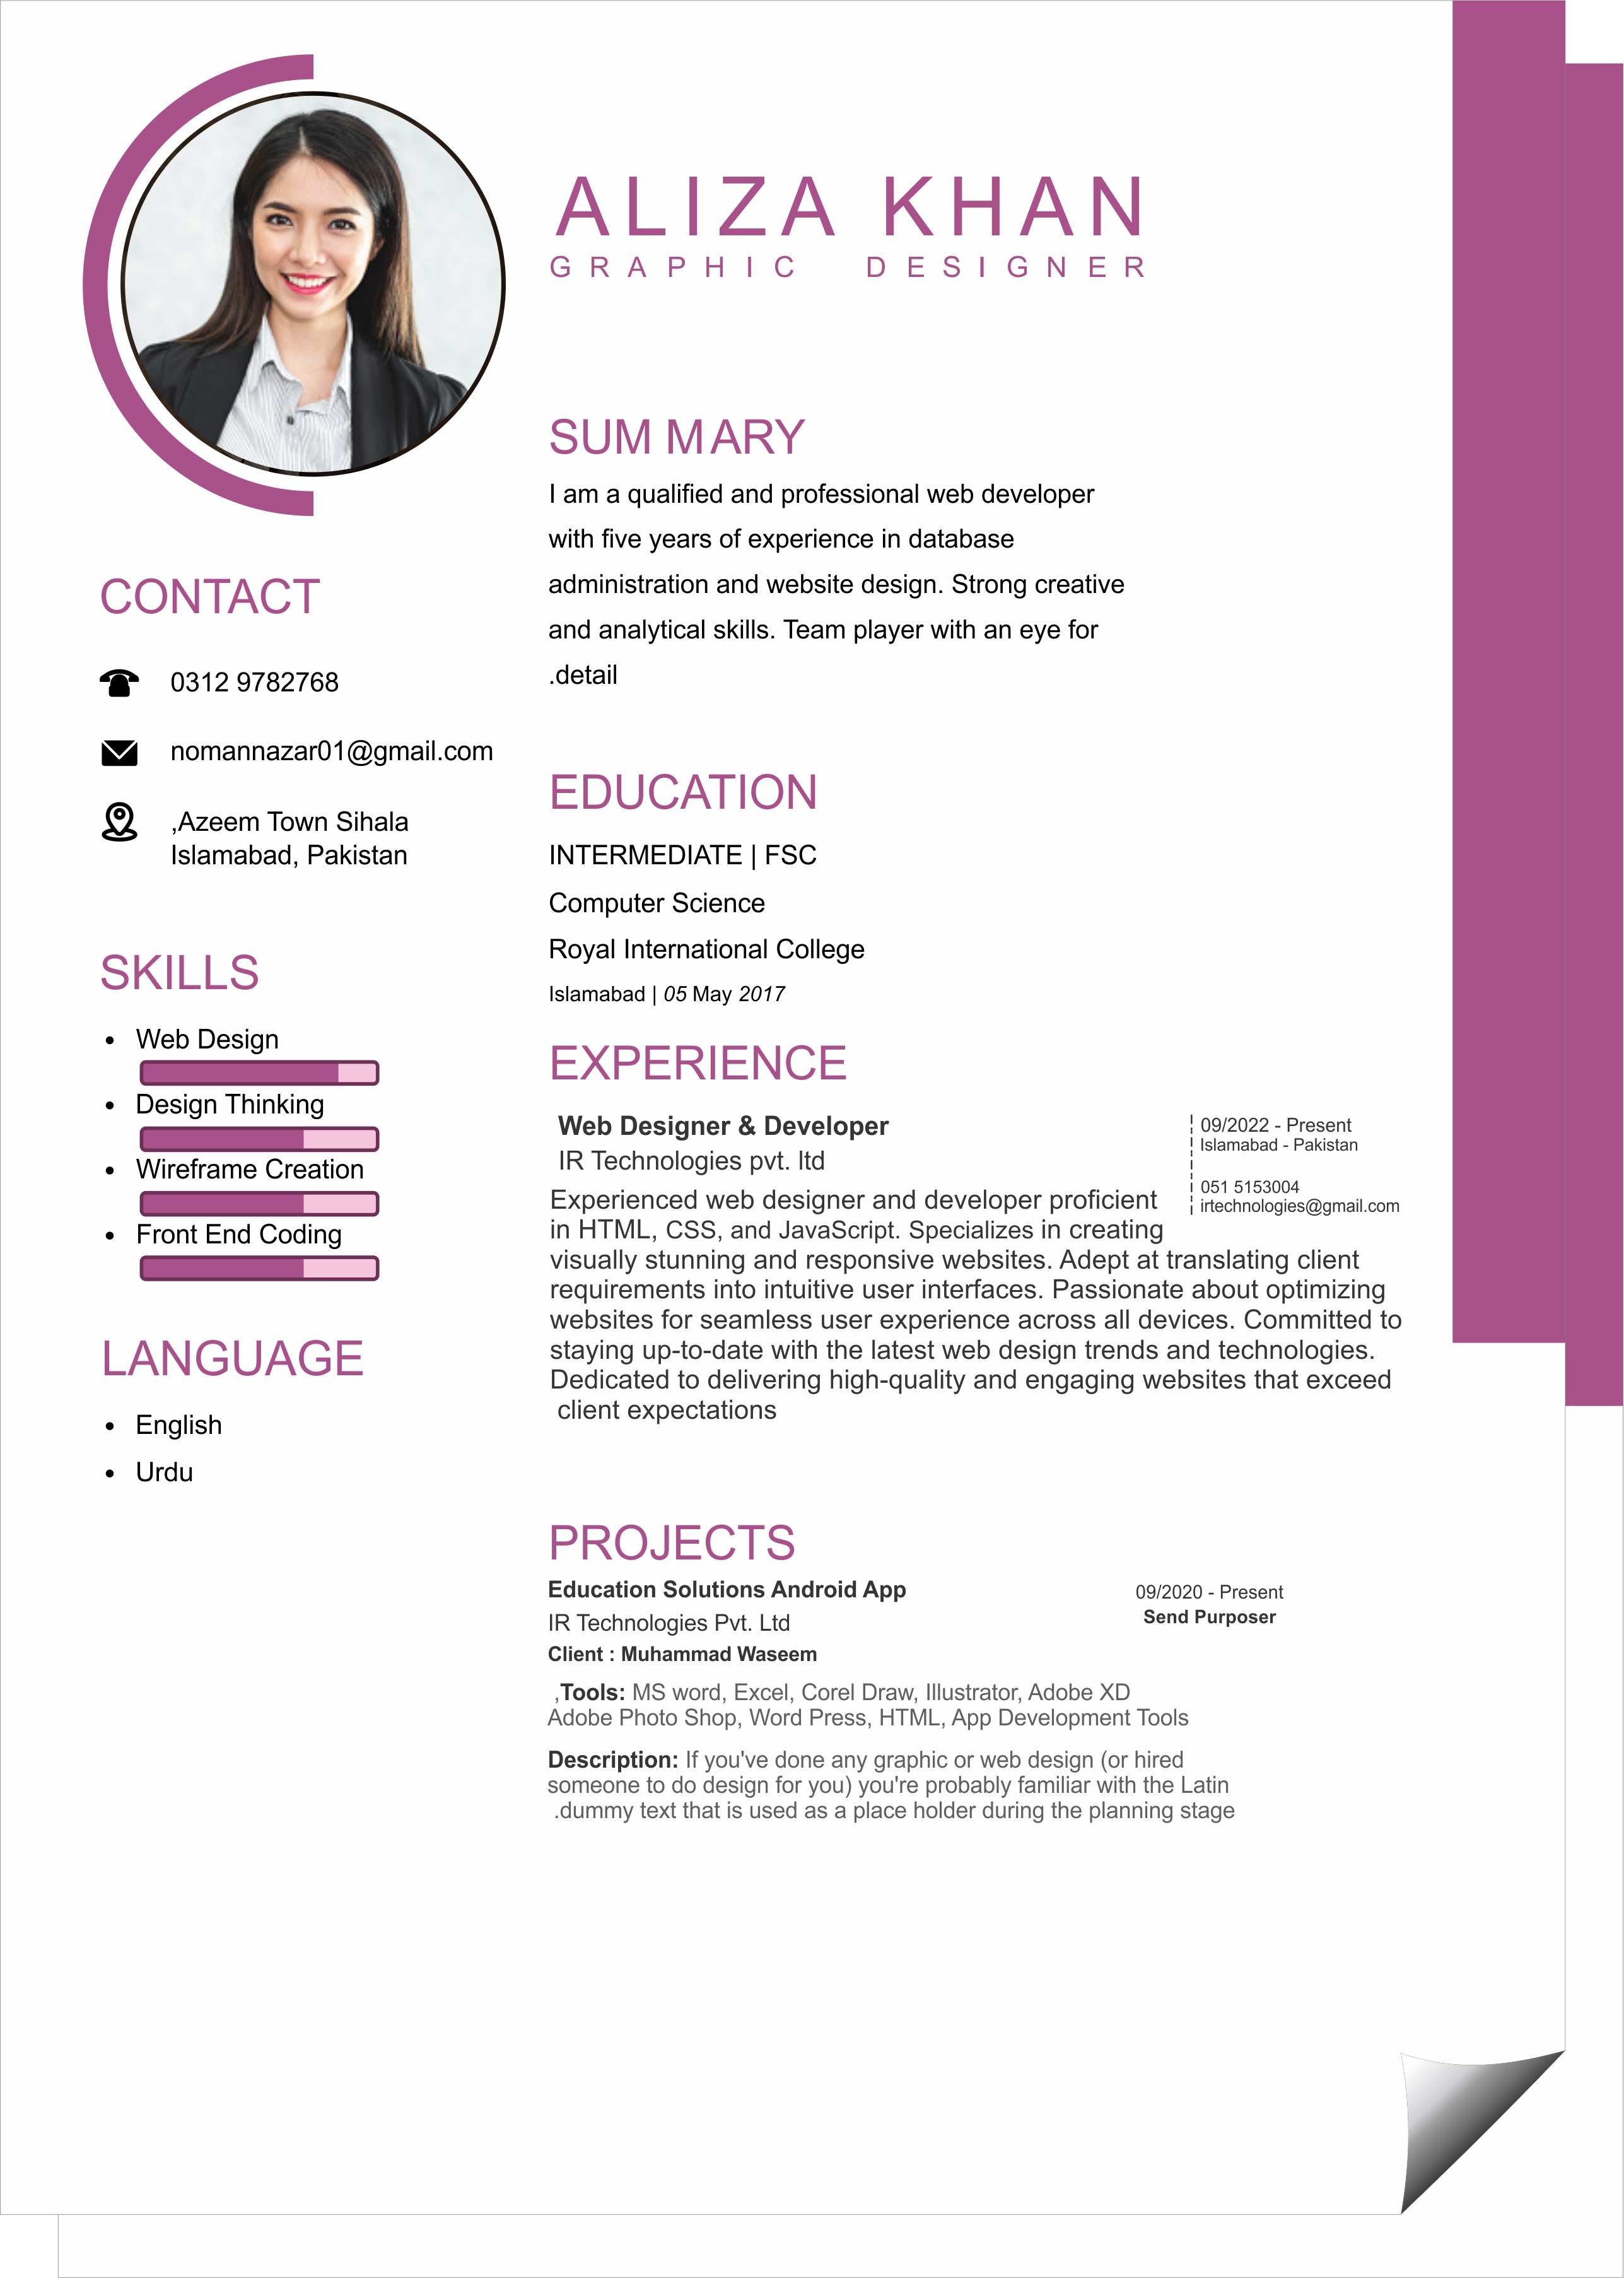 ALIZA KHAN
GRAPHIC DESIGNER
CONTACT
0312 9782768
nomannazar01@gmail.com
,Azeem Town Sihala
Islamabad, Pakistan
SKILLS
• Web Design
• Design Thinking
• Wireframe Creation
• Front End Coding
LANGUAGE
• English
• Urdu
SUMMARY
I am a qualified and professional web developer
with five years of experience in database
administration and website design. Strong creative
and analytical skills. Team player with an eye for
.detail
EDUCATION
INTERMEDIATE | FSC
Computer Science
Royal International College
Islamabad | 05 May 2017
EXPERIENCE
Web Designer & Developer
IR Technologies pvt. ltd
09/2022 - Present
Islamabad - Pakistan
051 5153004
irtechnologies@gmail.com
Experienced web designer and developer proficient
in HTML, CSS, and JavaScript. Specializes in creating
visually stunning and responsive websites. Adept at translating client
requirements into intuitive user interfaces. Passionate about optimizing
websites for seamless user experience across all devices. Committed to
staying up-to-date with the latest web design trends and technologies.
Dedicated to delivering high-quality and engaging websites that exceed
client expectations
PROJECTS
Education Solutions Android App
IR Technologies Pvt. Ltd
Client : Muhammad Waseem
09/2020 - Present
Send Purposer
,Tools: MS word, Excel, Corel Draw, Illustrator, Adobe XD
Adobe Photo Shop, Word Press, HTML, App Development Tools
Description: If you've done any graphic or web design (or hired
someone to do design for you) you're probably familiar with the Latin
.dummy text that is used as a place holder during the planning stage